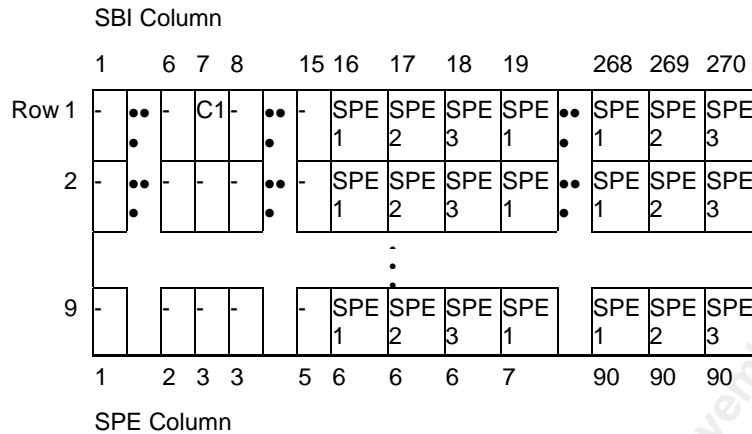 SBI Column
1 6 7 8 15 16 17 18 19 268 269 270
Row 1 - ••• - C1 - ••• - SPE 1 SPE 2 SPE 3 SPE 1 ••• SPE 1 SPE 2 SPE 3
2 - ••• - - - ••• - SPE 1 SPE 2 SPE 3 SPE 1 ••• SPE 1 SPE 2 SPE 3
9 - - - - - SPE 1 SPE 2 SPE 3 SPE 1 SPE 1 SPE 2 SPE 3
1 2 3 3 5 6 6 6 7 90 90 90
SPE Column